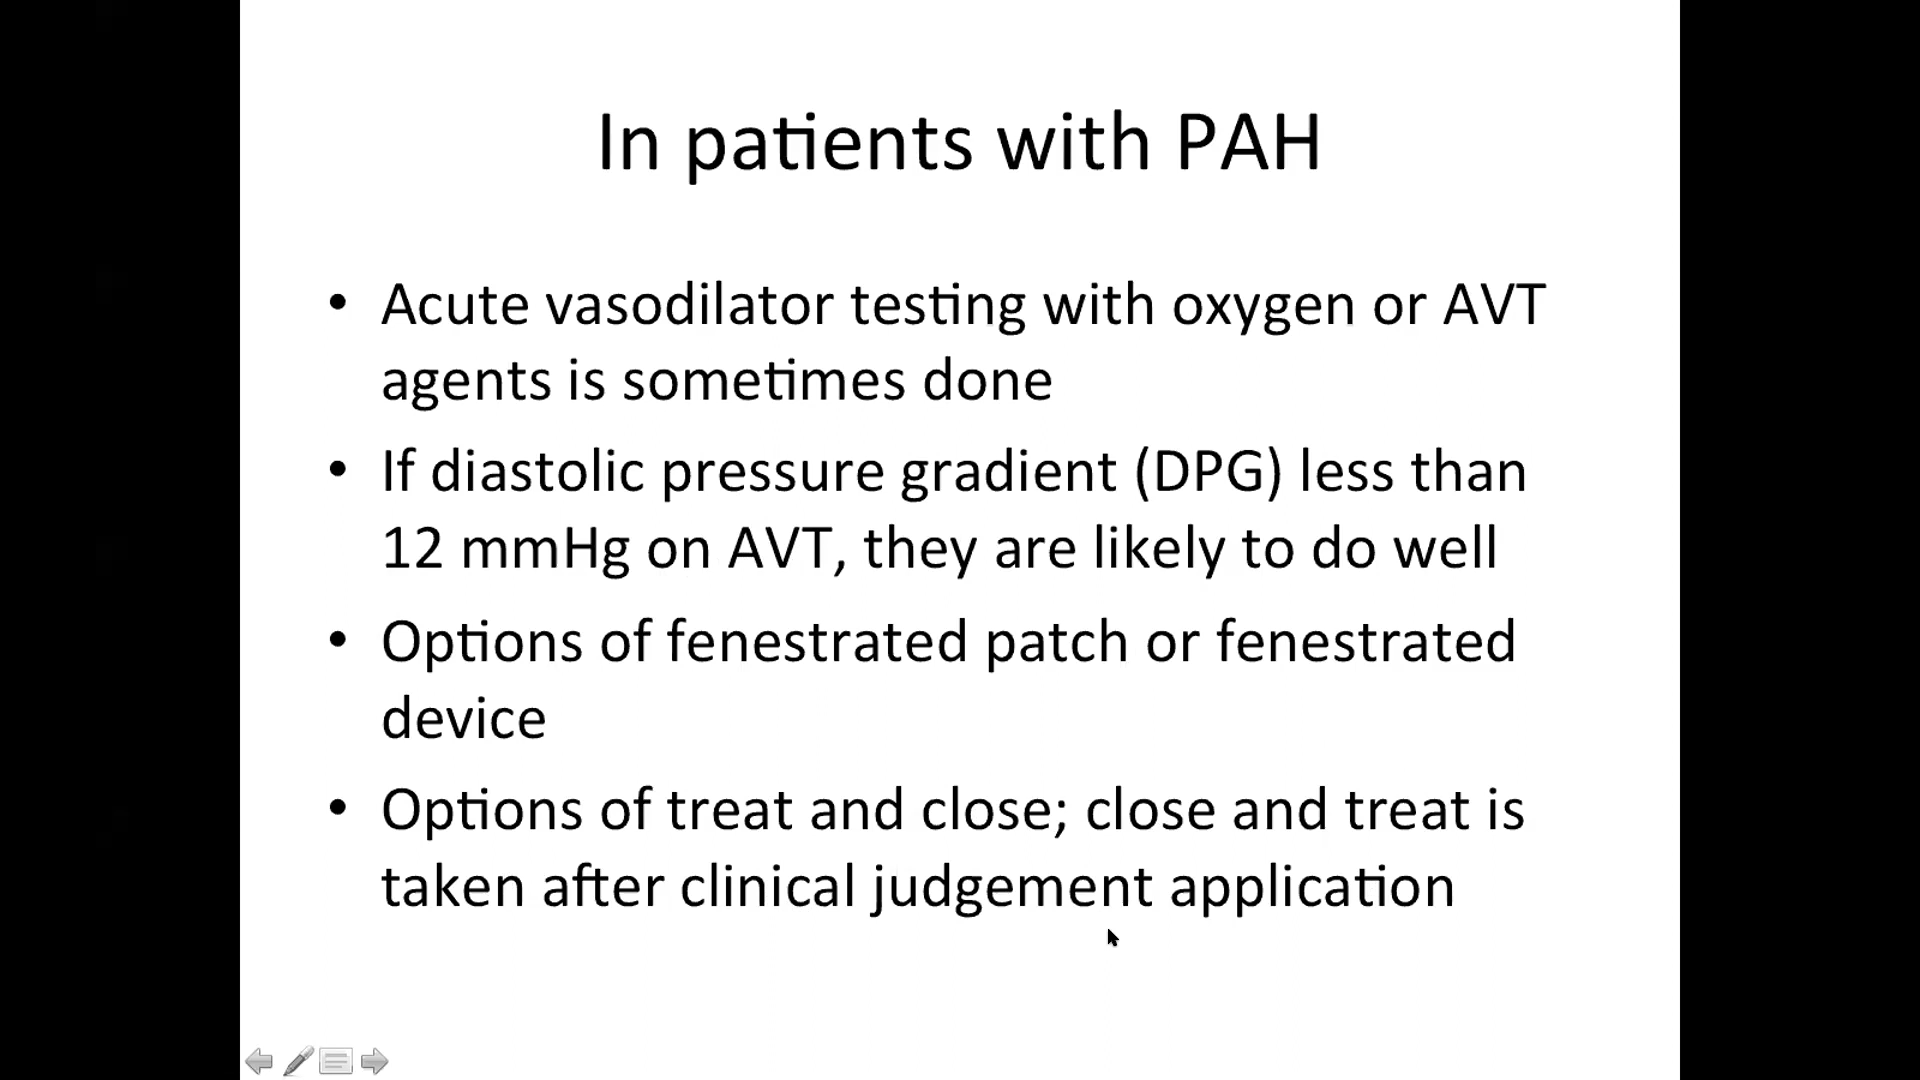 In patients with PAH
• Acute vasodilator testing with oxygen or AVT
agents is sometimes done
• If diastolic pressure gradient (DPG) less than
12 mmHg on AVT, they are likely to do well
• Options of fenestrated patch or fenestrated
device
• Options of treat and close; close and treat is
taken after clinical judgement application